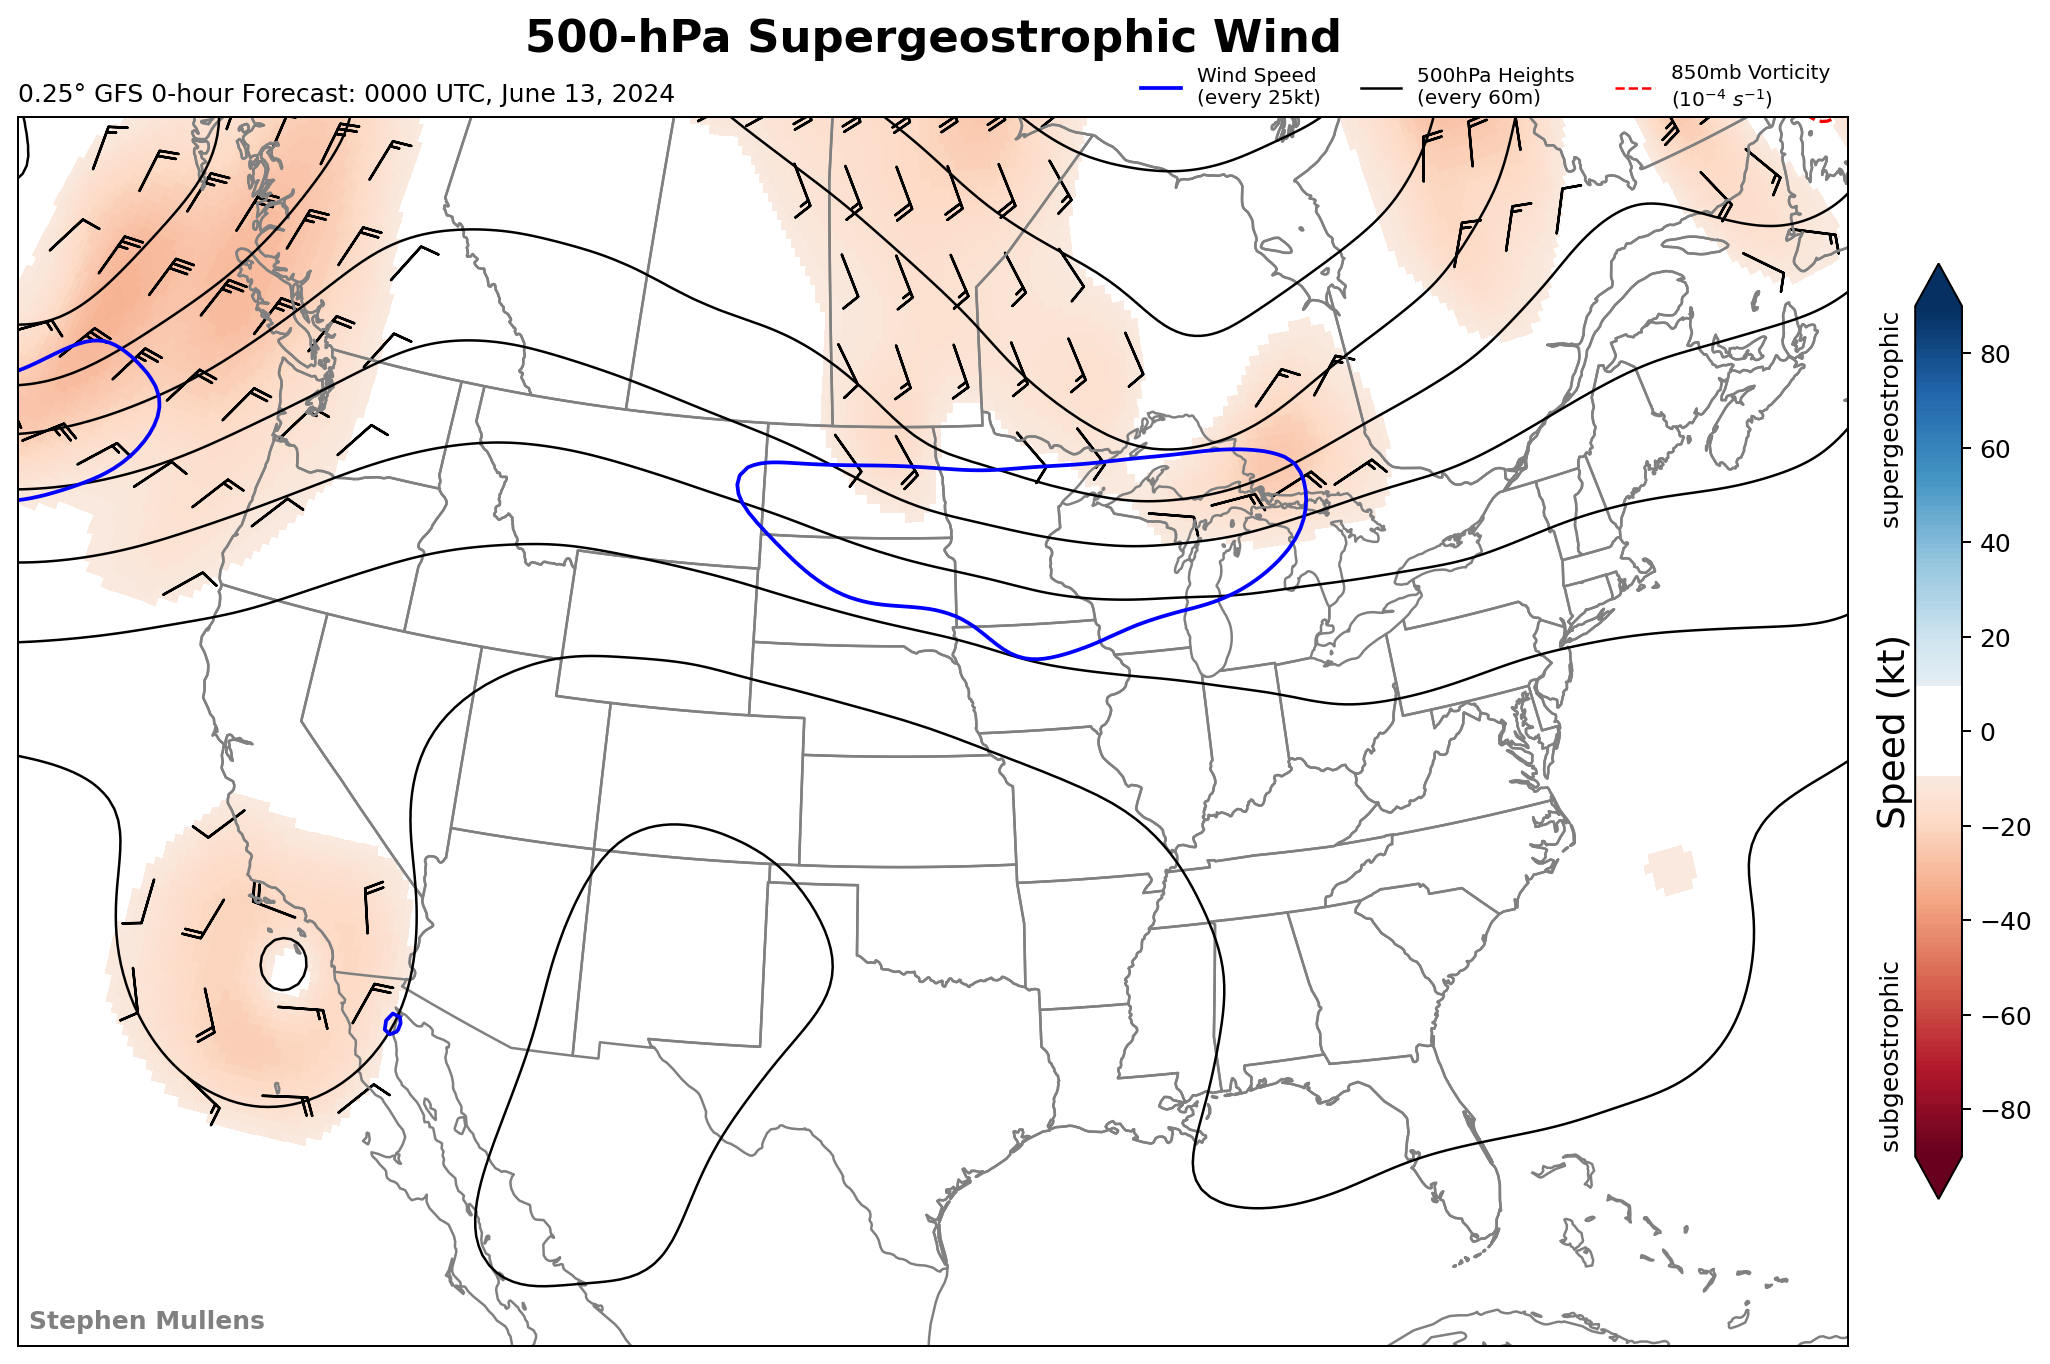 500-hPa Supergeostrophic Wind
0.25° GFS 0-hour Forecast: 0000 UTC, June 13, 2024
Wind Speed
(every 25kt)
500hPa Heights
(every 60m)
850mb Vorticity
(10⁻⁴ s⁻¹)
supergeostrophic
Speed (kt)
subgeostrophic
80
60
40
20
0
−20
−40
−60
−80
Stephen Mullens